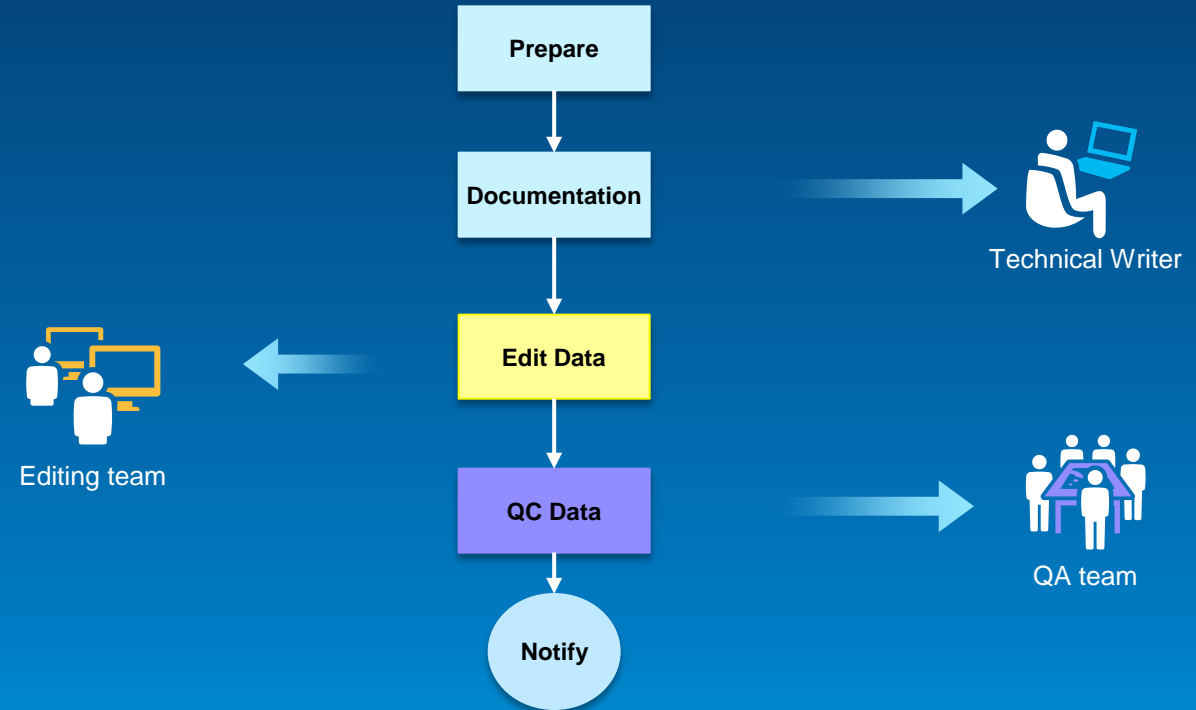 Prepare
Documentation
Technical Writer
Edit Data
Editing team
QC Data
QA team
Notify